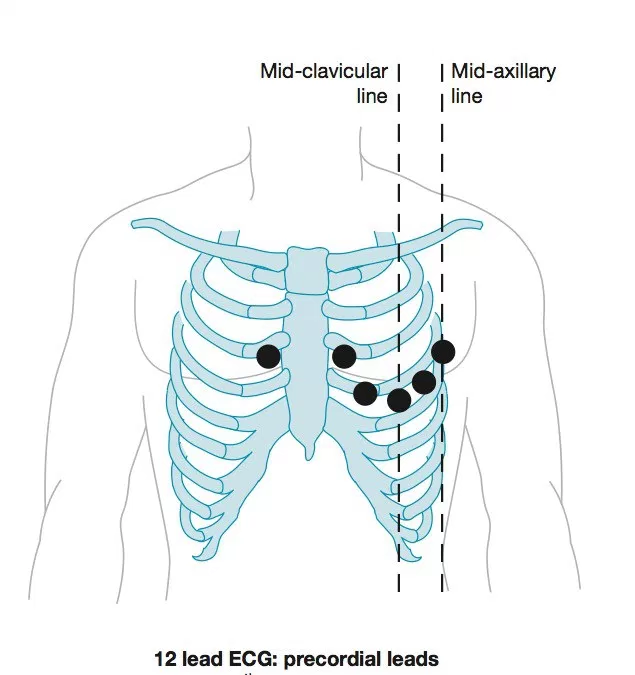 Mid-clavicular
line
Mid-axillary
line
12 lead ECG: precordial leads